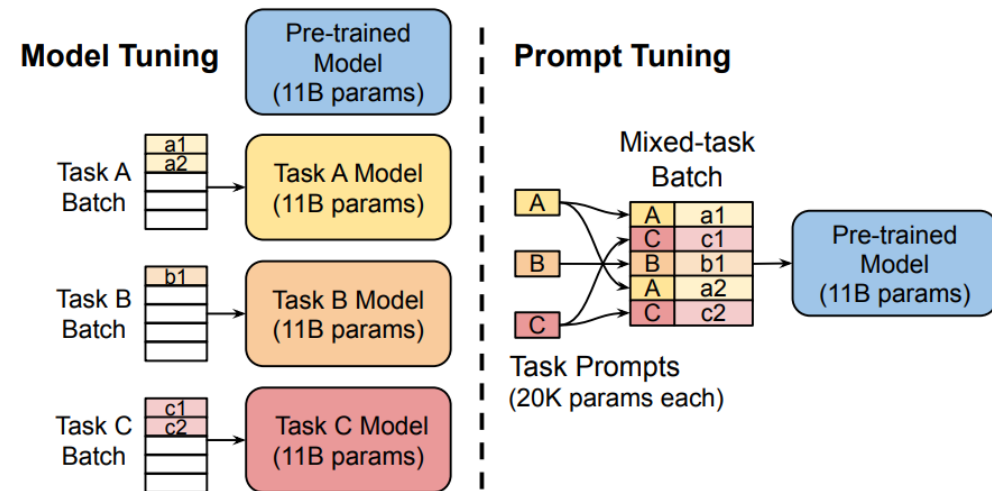 Model Tuning
Pre-trained
Model
(11B params)
a1
a2
Task A
Batch
Task A Model
(11B params)
b1
Task B
Batch
Task B Model
(11B params)
c1
c2
Task C
Batch
Task C Model
(11B params)
Prompt Tuning
Mixed-task
Batch
A
B
C
A a1
C c1
B b1
A a2
C c2
Task Prompts
(20K params each)
Pre-trained
Model
(11B params)